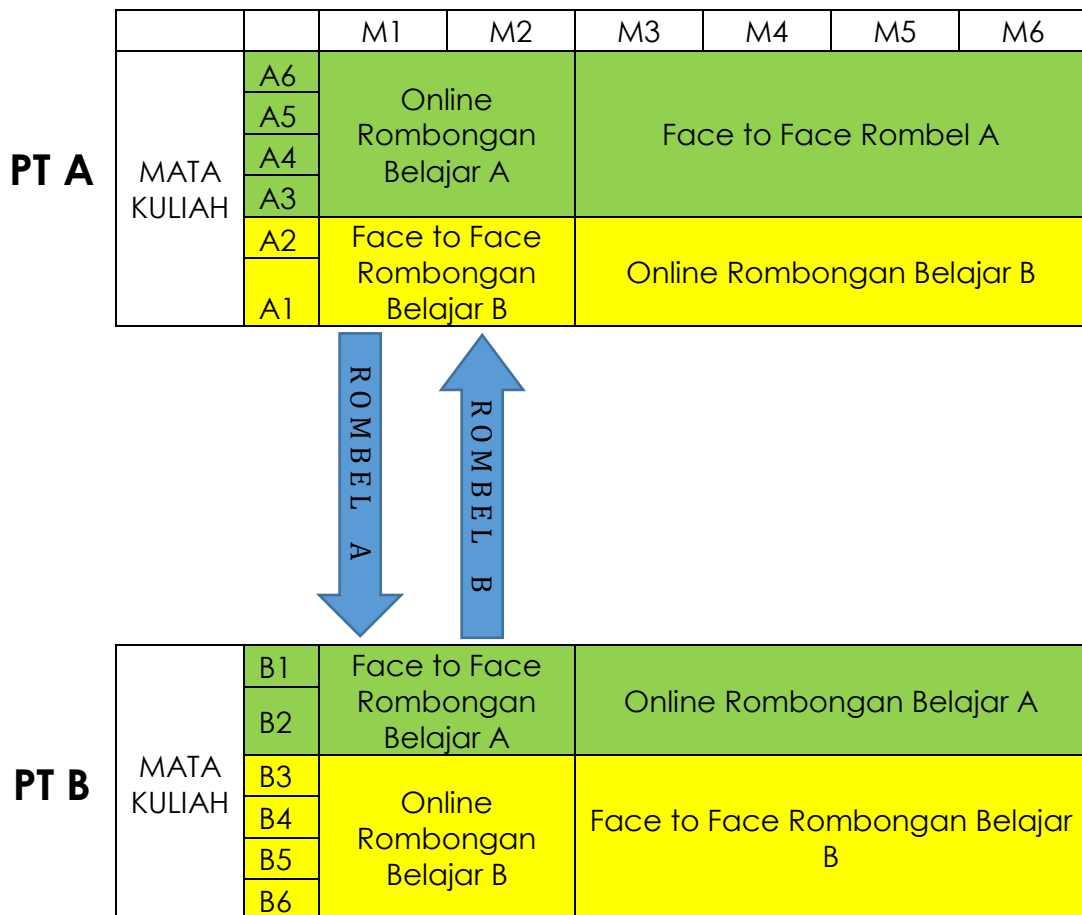 M1 M2 M3 M4 M5 M6
PT A
MATA
KULIAH
A6
A5
A4
A3
A2
A1
Online
Rombongan
Belajar A
Face to Face Rombel A
Face to Face
Rombongan
Belajar B
Online Rombongan Belajar B
ROMBEL A
ROMBEL B
PT B
MATA
KULIAH
B1
B2
B3
B4
B5
B6
Face to Face
Rombongan
Belajar A
Online Rombongan Belajar A
Online
Rombongan
Belajar B
Face to Face Rombongan Belajar
B